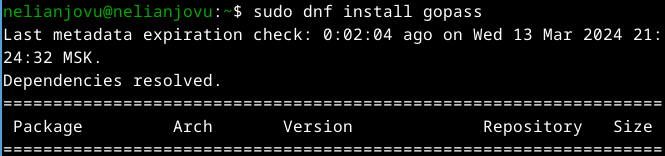 nelianjovu@nelianjovu:~$ sudo dnf install gopass
Last metadata expiration check: 0:02:04 ago on Wed 13 Mar 2024 21:
24:32 MSK.
Dependencies resolved.
================================================================
Package Arch Version Repository Size
================================================================